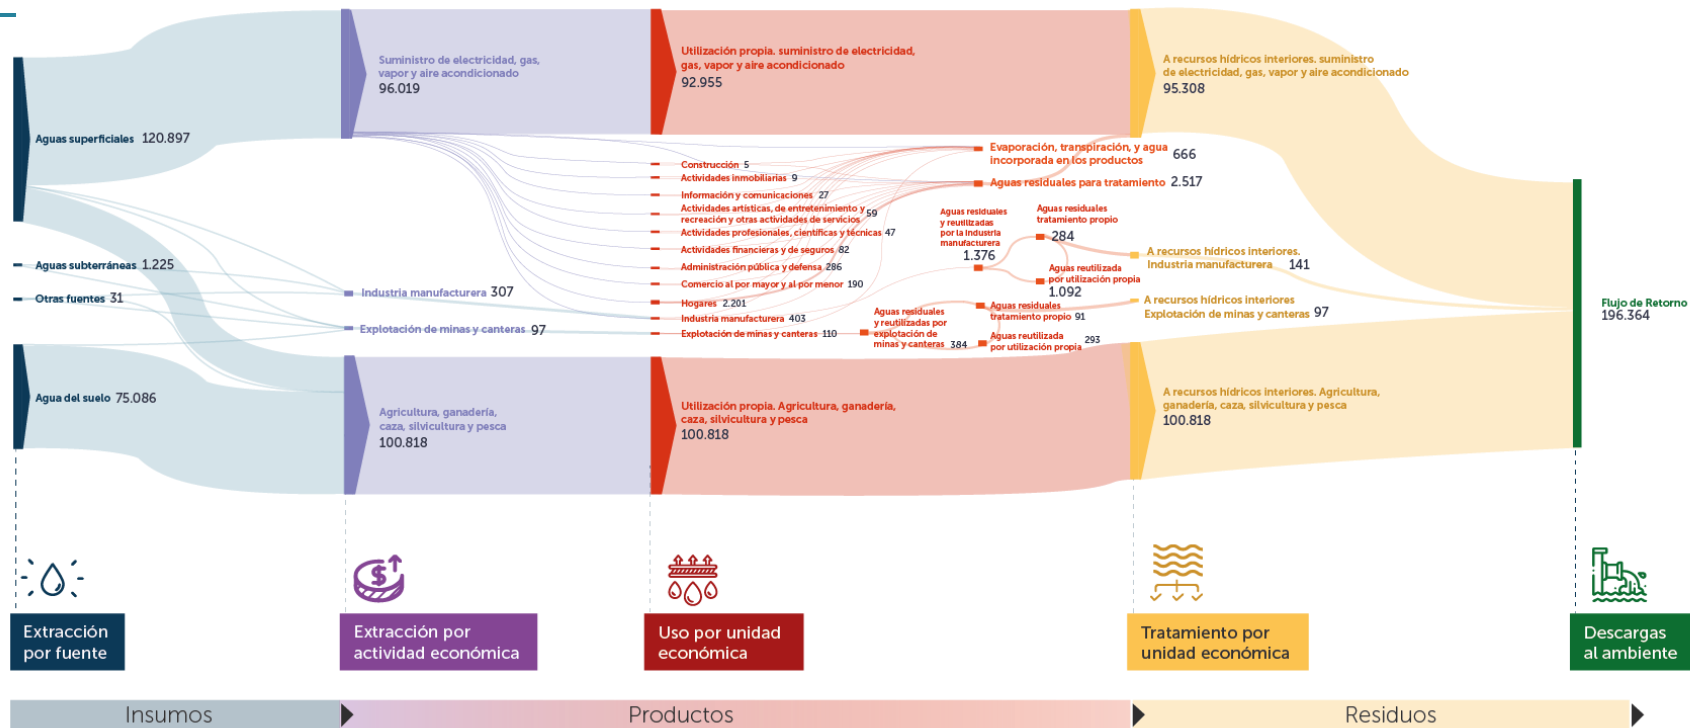 Aguas superficiales 120.897
Aguas subterráneas 1.225
Otras fuentes 31
Agua del suelo 75.086
Suministro de electricidad, gas,
vapor y aire acondicionado
96.019
Industria manufacturera 307
Explotación de minas y canteras 97
Agricultura, ganadería,
caza, silvicultura y pesca
100.818
Utilización propia. suministro de electricidad,
gas, vapor y aire acondicionado
92.955
Construcción 5
Actividades inmobiliarias 9
Información y comunicaciones 27
Actividades artísticas, de entretenimiento y
recreación y otras actividades de servicios 59
Actividades profesionales, científicas y técnicas 47
Actividades financieras y de seguros 82
Administración pública y defensa 286
Comercio al por mayor y al por menor 190
Hogares 2.201
Industria manufacturera 403
Explotación de minas y canteras 110
Utilización propia. Agricultura, ganadería,
caza, silvicultura y pesca
100.818
Evaporación, transpiración, y agua
incorporada en los productos 666
Aguas residuales para tratamiento 2.517
Aguas residuales
y reutilizadas
por la industria
manufacturera
1.376
Aguas residuales
tratamiento propio
284
Aguas reutilizada
por utilización propia
1.092
Aguas residuales
y reutilizadas por
explotación de
minas y canteras 384
Aguas residuales
tratamiento propio 91
Aguas reutilizada
por utilización propia 293
A recursos hídricos interiores. suministro
de electricidad, gas, vapor y aire acondicionado
95.308
A recursos hídricos interiores.
Industria manufacturera 141
A recursos hídricos interiores
Explotación de minas y canteras 97
A recursos hídricos interiores. Agricultura,
ganadería, caza, silvicultura y pesca
100.818
Flujo de Retorno
196.364
Extracción
por fuente
Extracción por
actividad económica
Uso por unidad
económica
Tratamiento por
unidad económica
Descargas
al ambiente
Insumos
Productos
Residuos